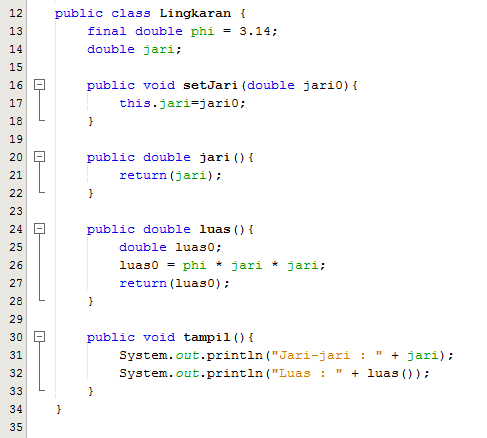 12 public class Lingkaran {
13 final double phi = 3.14;
14 double jari;
15
16 public void setJari(double jari0){
17 this.jari=jari0;
18 }
19
20 public double jari(){
21 return(jari);
22 }
23
24 public double luas(){
25 double luas0;
26 luas0 = phi * jari * jari;
27 return(luas0);
28 }
29
30 public void tampil(){
31 System.out.println("Jari-jari : " + jari);
32 System.out.println("Luas : " + luas());
33 }
34 }
35